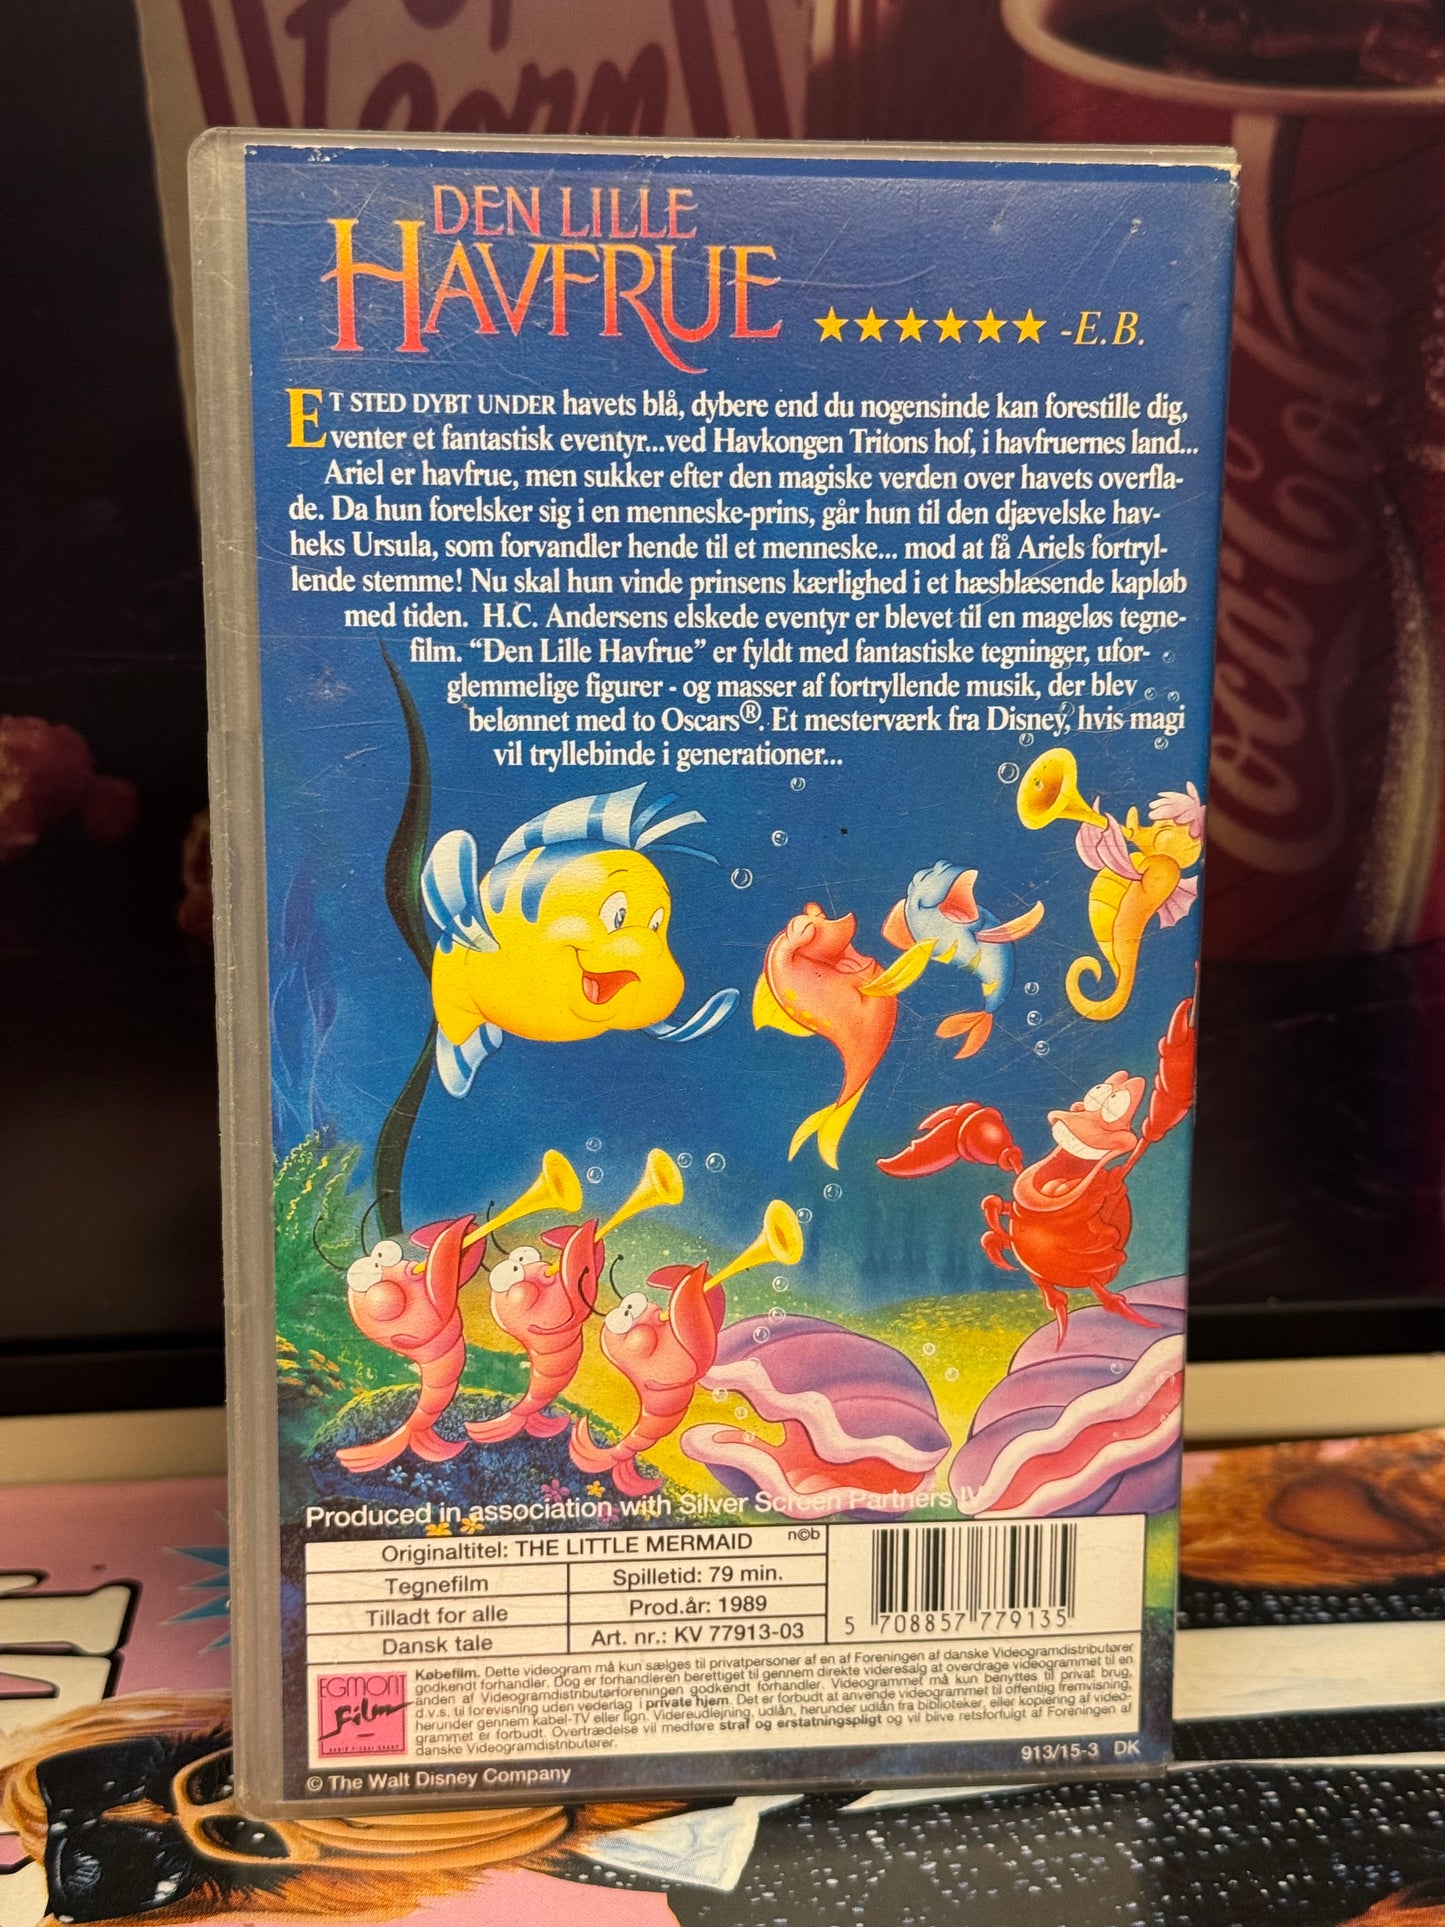 DEN LILLE
HAVFRUE
★★★★★★ -E.B.
ET STED DYBT UNDER havets blå, dybere end du nogensinde kan forestille dig,
venter et fantastisk eventyr...ved Havkongen Tritons hof, i havfruernes land...
Ariel er havfrue, men sukker efter den magiske verden over havets overfla-
de. Da hun forelsker sig i en menneske-prins, går hun til den djævelske hav-
heks Ursula, som forvandler hende til et menneske... mod at få Ariels fortryl-
lende stemme! Nu skal hun vinde prinsens kærlighed i et hæsblæsende kapløb
med tiden. H.C. Andersens elskede eventyr er blevet til en mageløs tegne-
film. "Den Lille Havfrue" er fyldt med fantastiske tegninger, ufor-
glemmelige figurer - og masser af fortryllende musik, der blev
belønnet med to Oscars®. Et mesterværk fra Disney, hvis magi
vil tryllebinde i generationer...
Produced in association with Silver Screen Partners IV
Originaltitel: THE LITTLE MERMAID n©b
Tegnefilm Spilletid: 79 min.
Tilladt for alle Prod.år: 1989
Dansk tale Art. nr.: KV 77913-03
5 708857 779135
EGMONT
Film
Købefilm. Dette videogram må kun sælges til privatpersoner af en af Foreningen af danske Videogramdistributører
godkendt forhandler. Dog er forhandleren berettiget til gennem direkte videresalg at overdrage videogrammet til en
anden af Videogramdistributørforeningen godkendt forhandler. Videogrammet må kun benyttes til privat brug,
d.v.s. til forevisning uden vederlag i private hjem. Det er forbudt at anvende videogrammet til offentlig fremvisning,
herunder gennem kabel-TV eller lign. Videreudlejning, udlån, herunder udlån fra biblioteker, eller kopiering af video-
grammet er forbudt. Overtrædelse vil medføre straf og erstatningspligt og vil blive retsforfulgt af Foreningen af
danske Videogramdistributører.
913/15-3 DK
© The Walt Disney Company
Coca-Cola